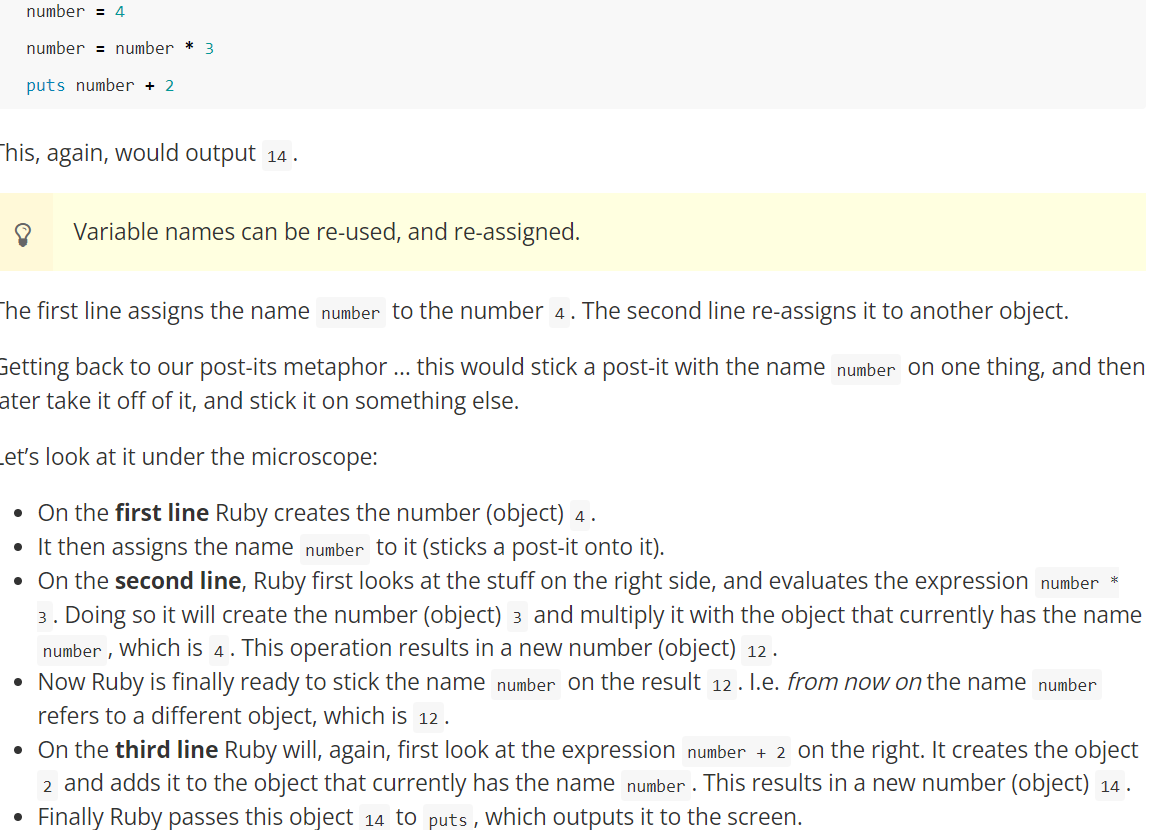 number = 4
number = number * 3
puts number + 2
This, again, would output 14.
Variable names can be re-used, and re-assigned.
The first line assigns the name number to the number 4. The second line re-assigns it to another object.
Getting back to our post-its metaphor ... this would stick a post-it with the name number on one thing, and then
later take it off of it, and stick it on something else.
Let’s look at it under the microscope:
• On the first line Ruby creates the number (object) 4.
• It then assigns the name number to it (sticks a post-it onto it).
• On the second line, Ruby first looks at the stuff on the right side, and evaluates the expression number *
3. Doing so it will create the number (object) 3 and multiply it with the object that currently has the name
number, which is 4. This operation results in a new number (object) 12.
• Now Ruby is finally ready to stick the name number on the result 12. I.e. from now on the name number
refers to a different object, which is 12.
• On the third line Ruby will, again, first look at the expression number + 2 on the right. It creates the object
2 and adds it to the object that currently has the name number. This results in a new number (object) 14.
• Finally Ruby passes this object 14 to puts, which outputs it to the screen.